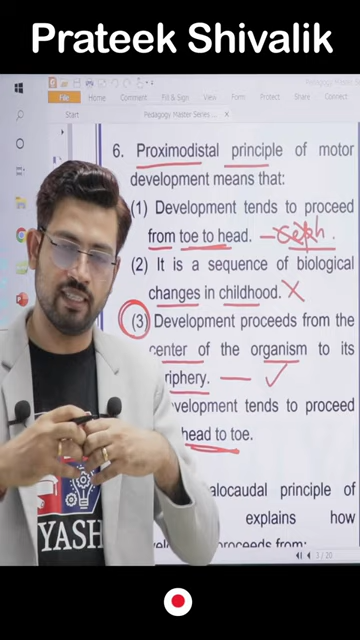 Prateek Shivalik
Pedagogy Master
File Home Comment Fill & Sign View Form Protect Share Connect
Start Pedagogy Master Series ...
6. Proximodistal principle of motor
development means that:
(1) Development tends to proceed
from toe to head.
(2) It is a sequence of biological
changes in childhood.
(3) Development proceeds from the
center of the organism to its
riphery.
velopment tends to proceed
head to toe.
alocaudal principle of
explains how
proceeds from:
YASH
/ 20